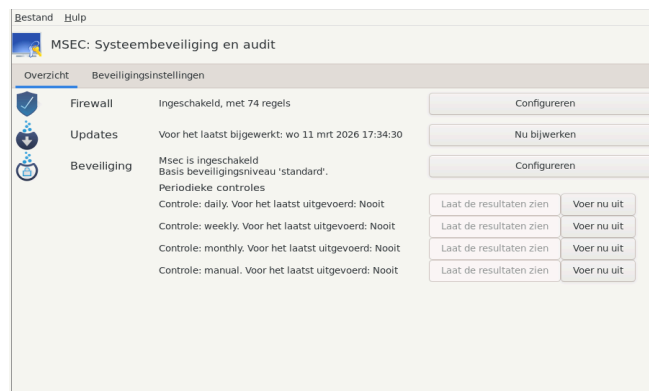 Bestand Hulp
MSEC: Systeembeveiliging en audit
Overzicht Beveiligingsinstellingen
Firewall Ingeschakeld, met 74 regels Configureren
Updates Voor het laatst bijgewerkt: wo 11 mrt 2026 17:34:30 Nu bijwerken
Beveiliging Msec is ingeschakeld Configureren
Basis beveiligingsniveau 'standard'.
Periodieke controles
Controle: daily. Voor het laatst uitgevoerd: Nooit Laat de resultaten zien Voer nu uit
Controle: weekly. Voor het laatst uitgevoerd: Nooit Laat de resultaten zien Voer nu uit
Controle: monthly. Voor het laatst uitgevoerd: Nooit Laat de resultaten zien Voer nu uit
Controle: manual. Voor het laatst uitgevoerd: Nooit Laat de resultaten zien Voer nu uit